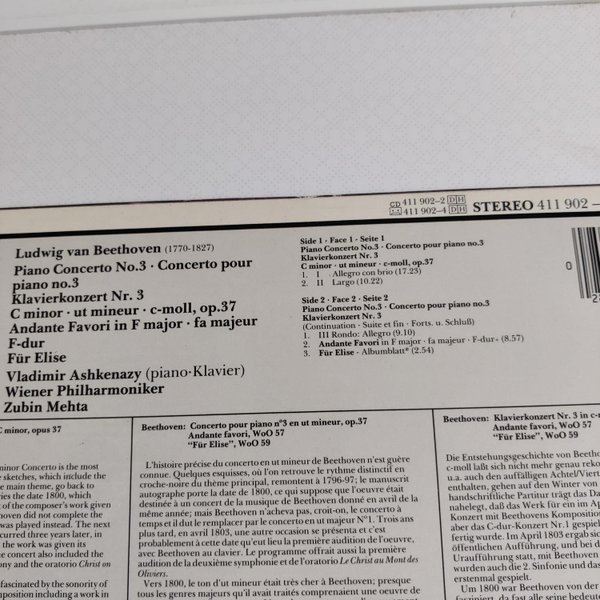 CD 411 902-2 DDH
411 902-4 DDH
STEREO 411 902 –
Ludwig van Beethoven (1770-1827)
Piano Concerto No.3 · Concerto pour
piano no.3
Klavierkonzert Nr. 3
C minor · ut mineur · c-moll, op.37
Andante Favori in F major · fa majeur
F-dur
Für Elise
Vladimir Ashkenazy (piano·Klavier)
Wiener Philharmoniker
Zubin Mehta
Side 1 · Face 1 · Seite 1
Piano Concerto No.3 · Concerto pour piano no.3
Klavierkonzert Nr. 3
C minor · ut mineur · c-moll, op.37
1. I Allegro con brio (17.23)
2. II Largo (10.22)
Side 2 · Face 2 · Seite 2
Piano Concerto No.3 · Concerto pour piano no.3
Klavierkonzert Nr. 3
(Continuation · Suite et fin · Forts. u. Schluß)
1. III Rondo: Allegro (9.10)
2. Andante Favori in F major · fa majeur · F-dur (8.57)
3. Für Elise · Albumblatt* (2.54)
0
C minor, opus 37
minor Concerto is the most
sketches, which include the
main theme, go back to
the date 1800, which
of the composer's work given
did not complete the
was played instead. The next
occurred three years later, in
the work was given its
concert also included the
and the oratorio Christ on
fascinated by the sonority of
composition including a work in
Beethoven: Concerto pour piano n°3 en ut mineur, op.37
Andante favori, WoO 57
"Für Elise", WoO 59
L'histoire précise du concerto en ut mineur de Beethoven n'est guère
connue. Quelques esquisses, où l'on retrouve le rythme distinctif en
croche-noire du thème principal, remontent à 1796-97; le manuscrit
autographe porte la date de 1800, ce qui suppose que l'oeuvre était
destinée à un concert de la musique de Beethoven donné en avril de la
même année; mais Beethoven n'acheva pas, croit-on, le concerto à
temps et il dut le remplacer par le concerto en ut majeur N°1. Trois ans
plus tard, en avril 1803, une autre occasion se présenta et c'est
probablement à cette date qu'eut lieu la première audition de l'oeuvre,
avec Beethoven au clavier. Le programme offrait aussi la première
audition de la deuxième symphonie et de l'oratorio Le Christ au Mont des
Oliviers.
Vers 1800, le ton d'ut mineur était très cher à Beethoven; presque
tous les genres majeurs qu'il avait traités comprenaient une oeuvre de
Beethoven: Klavierkonzert Nr. 3 in c-m
Andante favori, WoO 57
"Für Elise", WoO 59
Die Entstehungsgeschichte von Beeth
c-moll läßt sich nicht mehr genau reko
u.a. auch den auffälligen Achtel/Viert
enthalten, gehen auf den Winter von
handschriftliche Partitur trägt das Dat
nahelegt, daß das Werk für im Ap
Konzert mit Beethovens Komposition
aber das C-dur-Konzert Nr.1 gespiel
fertig wurde. Im April 1803 ergab sic
öffentlichen Aufführung, und bei d
Uraufführung statt, mit Beethoven
wurden auch die 2. Sinfonie und das
erstenmal gespielt.
Um 1800 war Beethoven von der
fasziniert, da fast alle seine bedeute